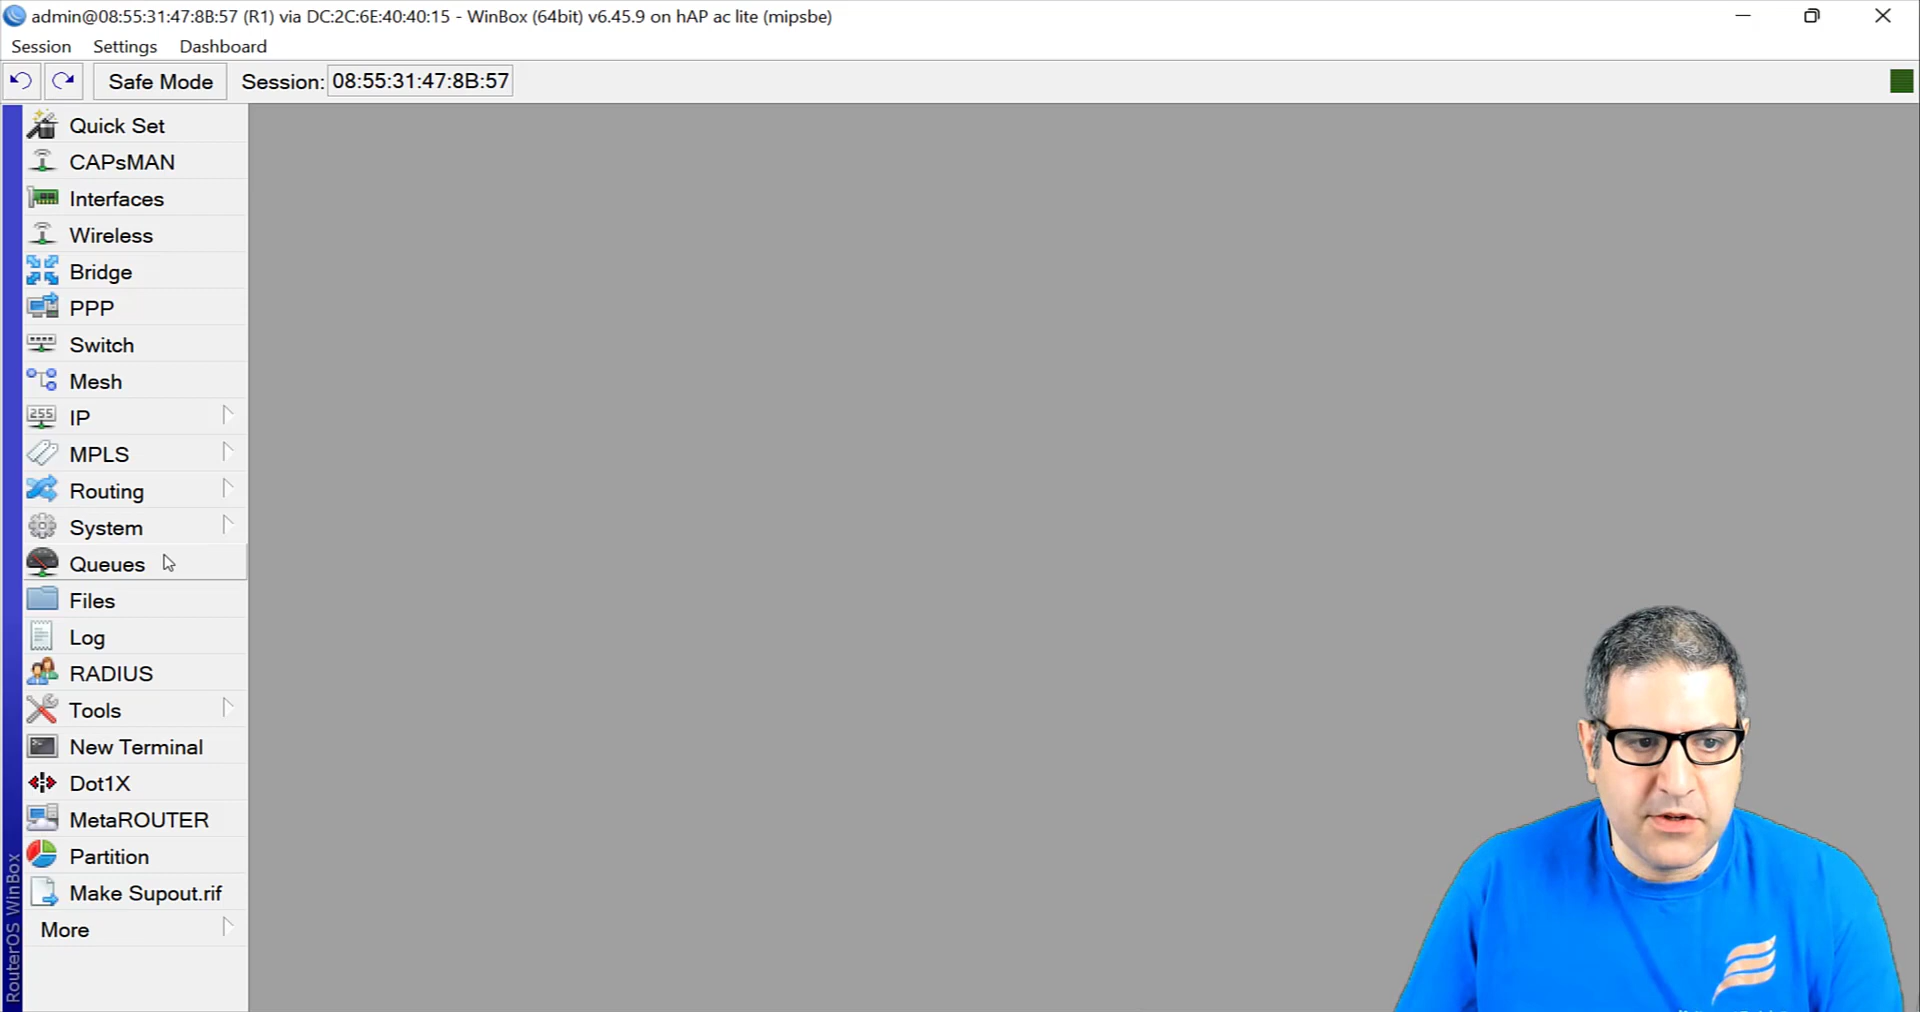 admin@08:55:31:47:8B:57 (R1) via DC:2C:6E:40:40:15 - WinBox (64bit) v6.45.9 on hAP ac lite (mipsbe)
Session Settings Dashboard
Safe Mode Session: 08:55:31:47:8B:57
Quick Set
CAPsMAN
Interfaces
Wireless
Bridge
PPP
Switch
Mesh
255 IP
MPLS
Routing
System
Queues
Files
Log
RADIUS
Tools
New Terminal
Dot1X
MetaROUTER
Partition
Make Supout.rif
More
RouterOS WinBox